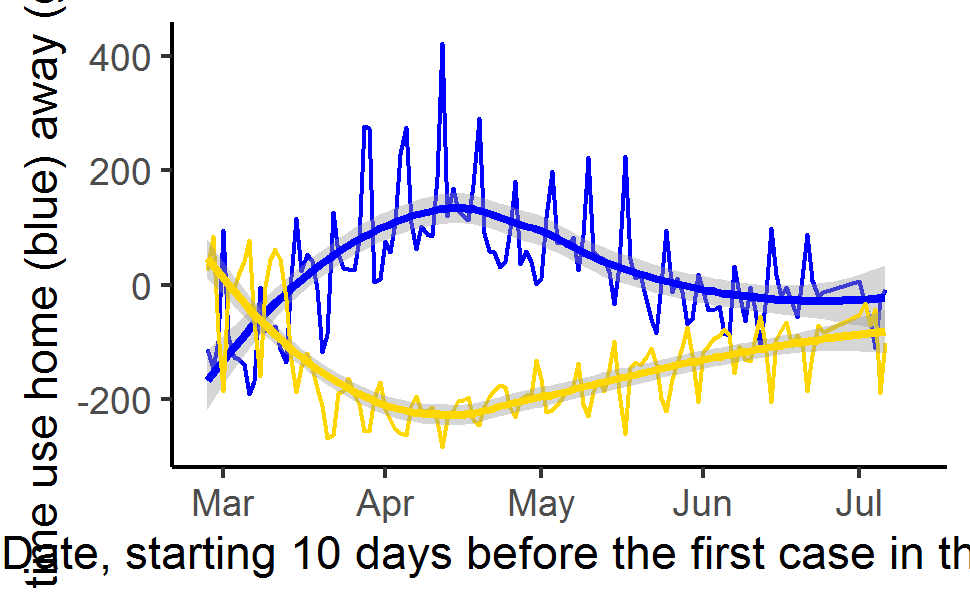 time use home (blue) away (
400
200
0
-200
Mar Apr May Jun Jul
Date, starting 10 days before the first case in th